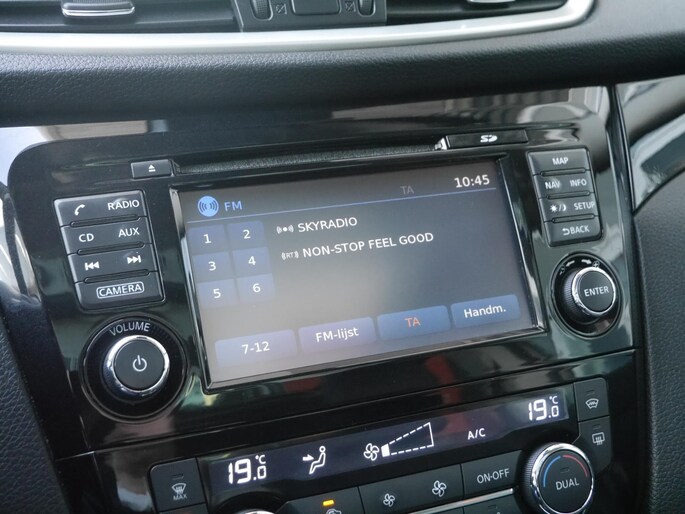 SD
MAP
RADIO
FM
TA
10:45
NAV
INFO
CD
AUX
1
2
SKYRADIO
SETUP
3
4
(RT) NON-STOP FEEL GOOD
BACK
CAMERA
5
6
ENTER
VOLUME
7-12
FM-lijst
TA
Handm.
19.0 °C
A/C
19.0 °C
MAX
ON·OFF
DUAL